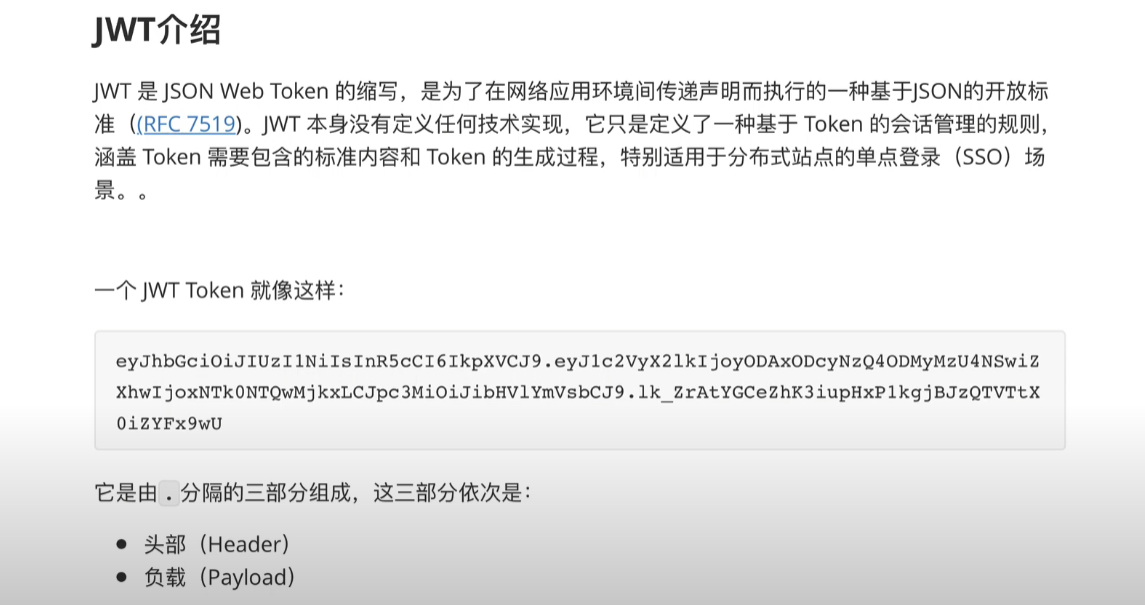 JWT介绍
JWT 是 JSON Web Token 的缩写，是为了在网络应用环境间传递声明而执行的一种基于JSON的开放标
准（(RFC 7519)。JWT 本身没有定义任何技术实现，它只是定义了一种基于 Token 的会话管理的规则，
涵盖 Token 需要包含的标准内容和 Token 的生成过程，特别适用于分布式站点的单点登录（SSO）场
景。。
一个 JWT Token 就像这样：
eyJhbGciOiJIUzI1NiIsInR5cCI6IkpXVCJ9.eyJ1c2VyX2lkIjoyODAxODcyNzQ4ODMyMzU4NSwiZ
XhwIjoxNTk0NTQwMjkxLCJpc3MiOiJibHVlYmVsbCJ9.lk_ZrAtYGCeZhK3iupHxP1kgjBJzQTVTtX
0iZYFx9wU
它是由.分隔的三部分组成，这三部分依次是：
● 头部（Header）
● 负载（Payload）